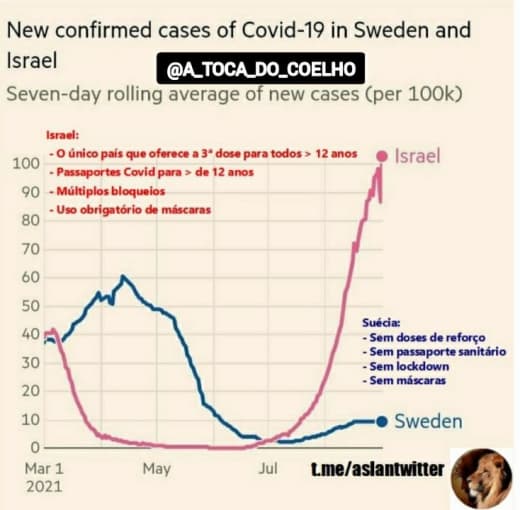 New confirmed cases of Covid-19 in Sweden and
Israel
@A_TOCA_DO_COELHO
Seven-day rolling average of new cases (per 100k)
Israel:
- O único país que oferece a 3ª dose para todos > 12 anos
- Passaportes Covid para > de 12 anos
- Múltiplos bloqueios
- Uso obrigatório de máscaras
Israel
100
90
80
70
60
50
40
30
20
10
0
Suécia:
- Sem doses de reforço
- Sem passaporte sanitário
- Sem lockdown
- Sem máscaras
Sweden
Mar 1
2021
May
Jul
t.me/aslantwitter